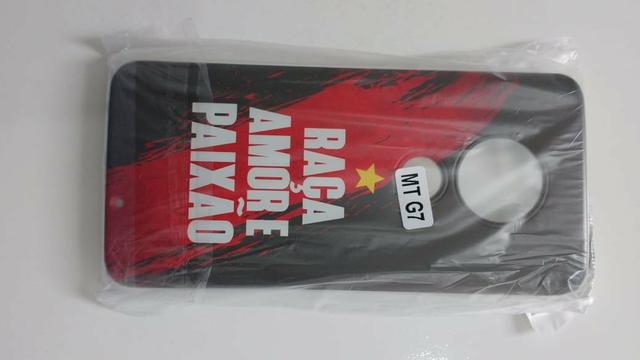 RAÇA
AMOR E
PAIXÃO
MT G7